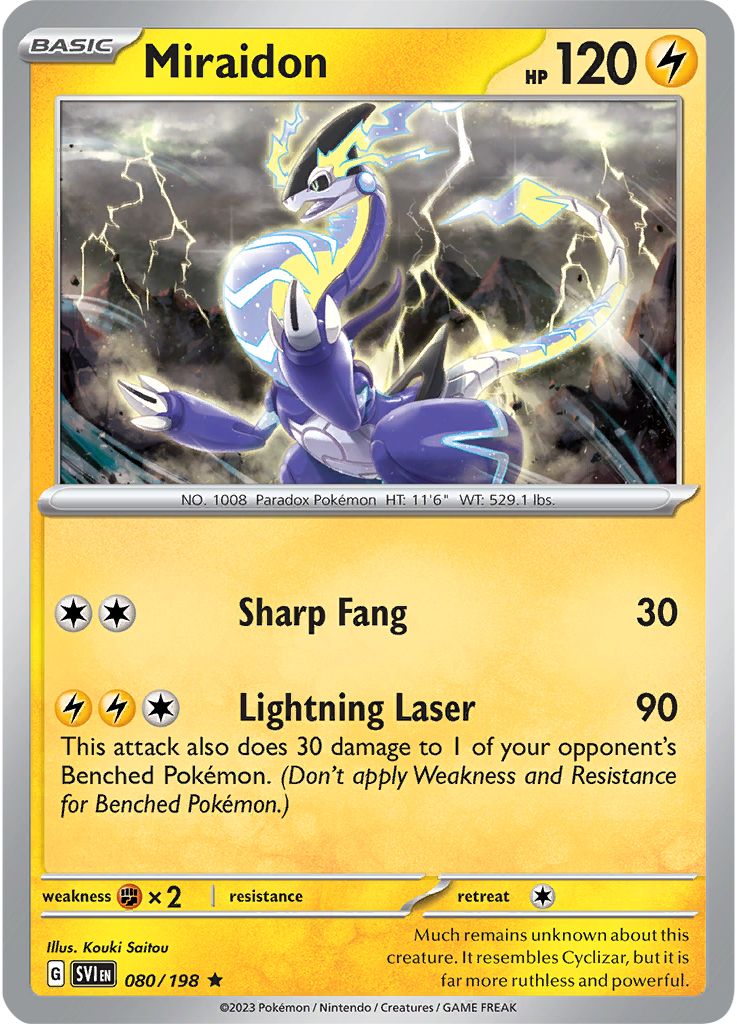 BASIC
Miraidon
HP 120
NO. 1008 Paradox Pokémon HT: 11'6" WT: 529.1 lbs.
Sharp Fang 30
Lightning Laser 90
This attack also does 30 damage to 1 of your opponent's
Benched Pokémon. (Don't apply Weakness and Resistance
for Benched Pokémon.)
weakness ×2 resistance retreat
Illus. Kouki Saitou
G SVI EN 080/198 ★
Much remains unknown about this
creature. It resembles Cyclizar, but it is
far more ruthless and powerful.
©2023 Pokémon / Nintendo / Creatures / GAME FREAK